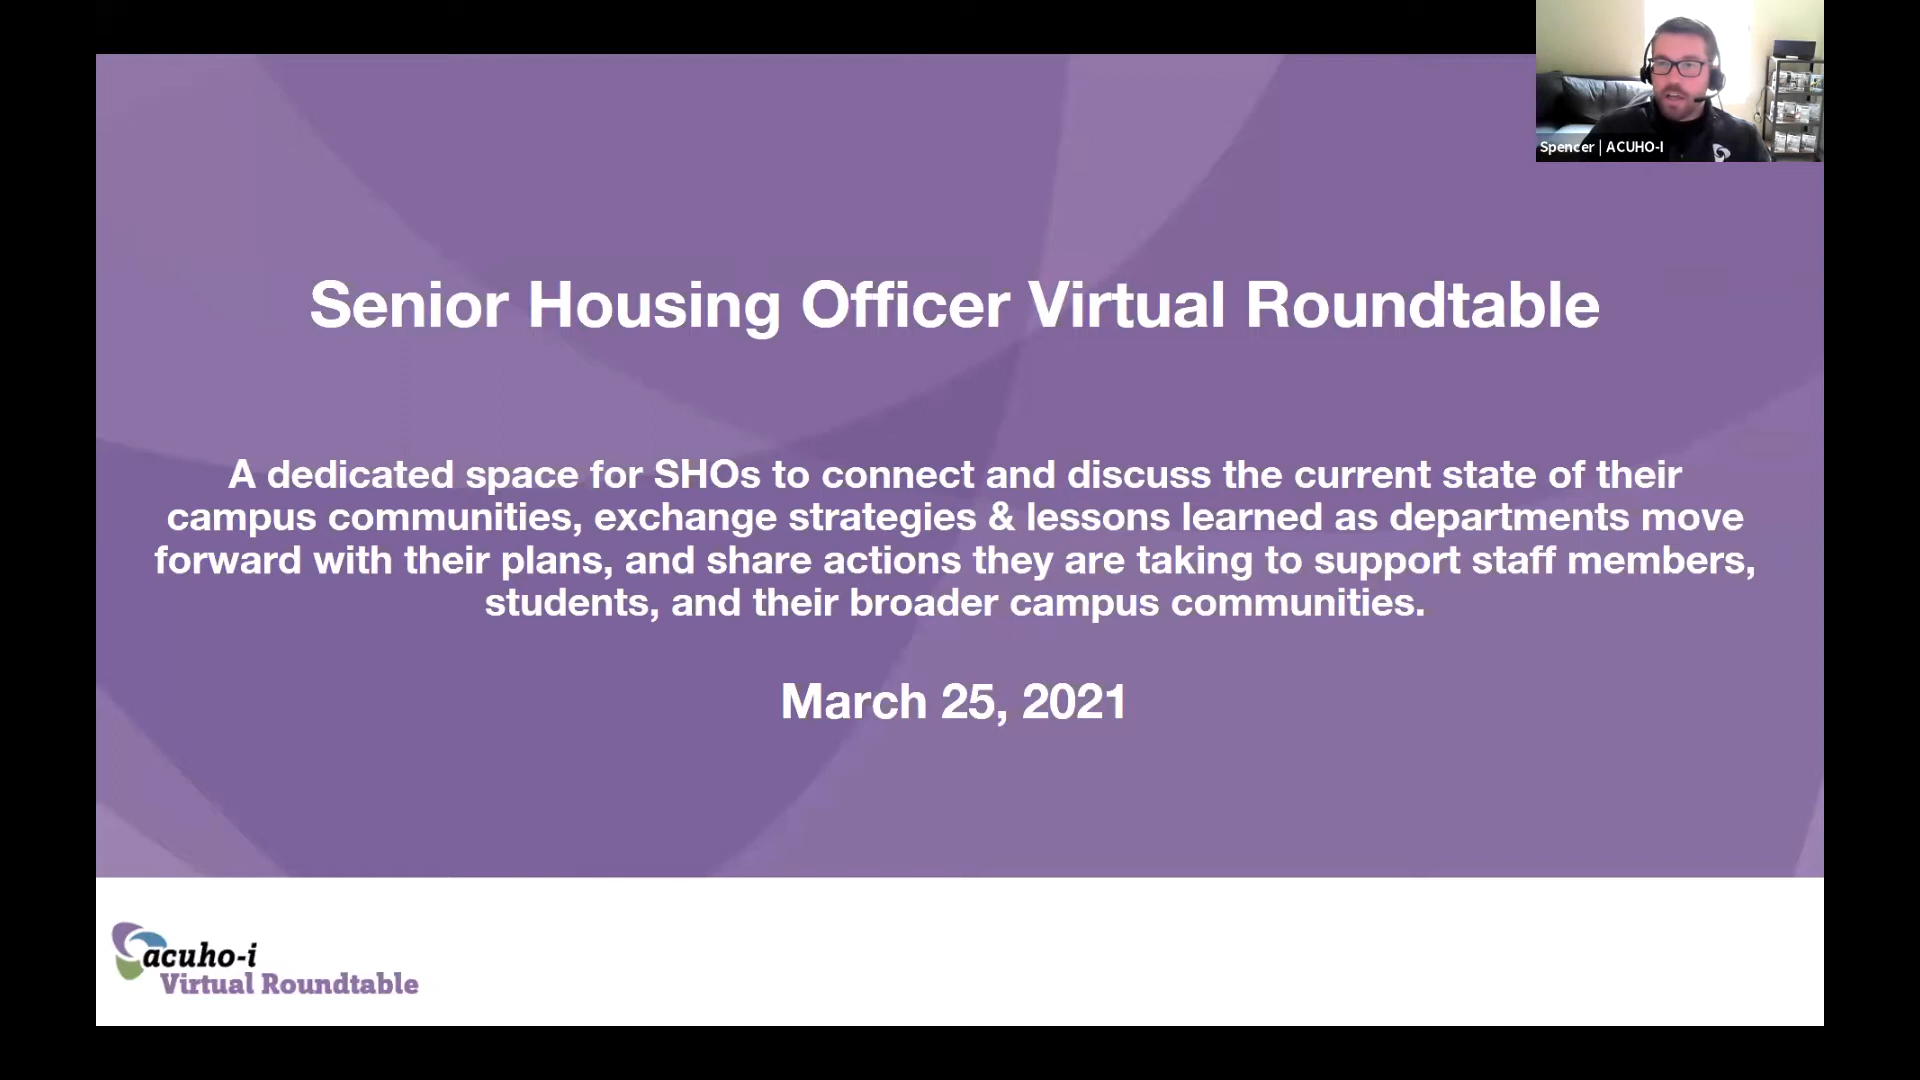 Spencer | ACUHO-I
Senior Housing Officer Virtual Roundtable
A dedicated space for SHOs to connect and discuss the current state of their
campus communities, exchange strategies & lessons learned as departments move
forward with their plans, and share actions they are taking to support staff members,
students, and their broader campus communities.
March 25, 2021
acuho-i
Virtual Roundtable